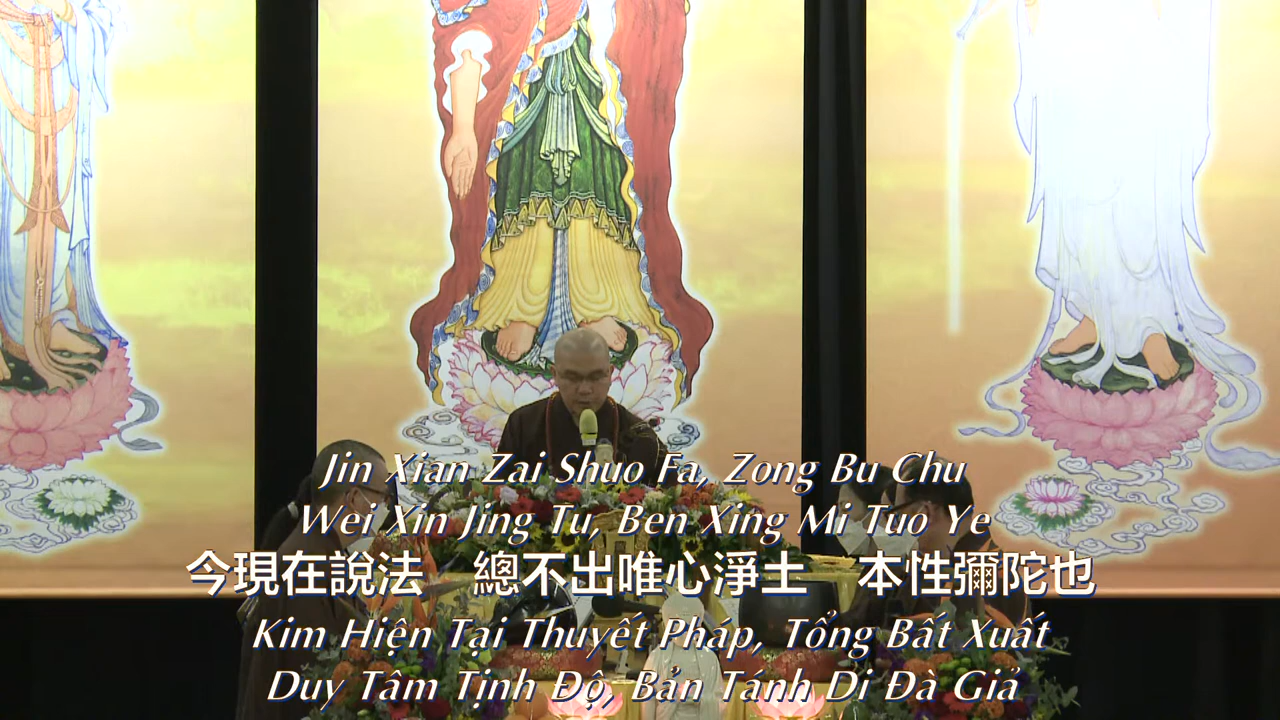 Jin Xian Zai Shuo Fa, Zong Bu Chu
Wei Xin Jing Tu, Ben Xing Mi Tuo Ye
今現在說法　總不出唯心淨土　本性彌陀也
Kim Hiện Tại Thuyết Pháp, Tổng Bất Xuất
Duy Tâm Tịnh Độ, Bản Tánh Di Đà Giả